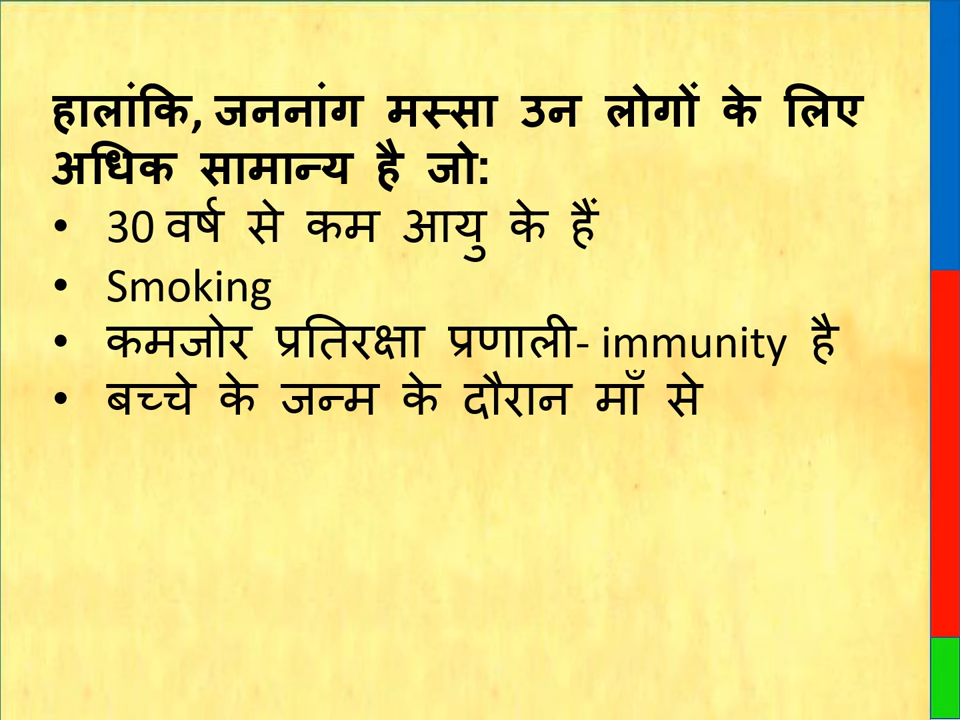 हालांकि, जननांग मस्सा उन लोगों के लिए
अधिक सामान्य है जो:
• 30 वर्ष से कम आयु के हैं
• Smoking
• कमजोर प्रतिरक्षा प्रणाली- immunity है
• बच्चे के जन्म के दौरान माँ से